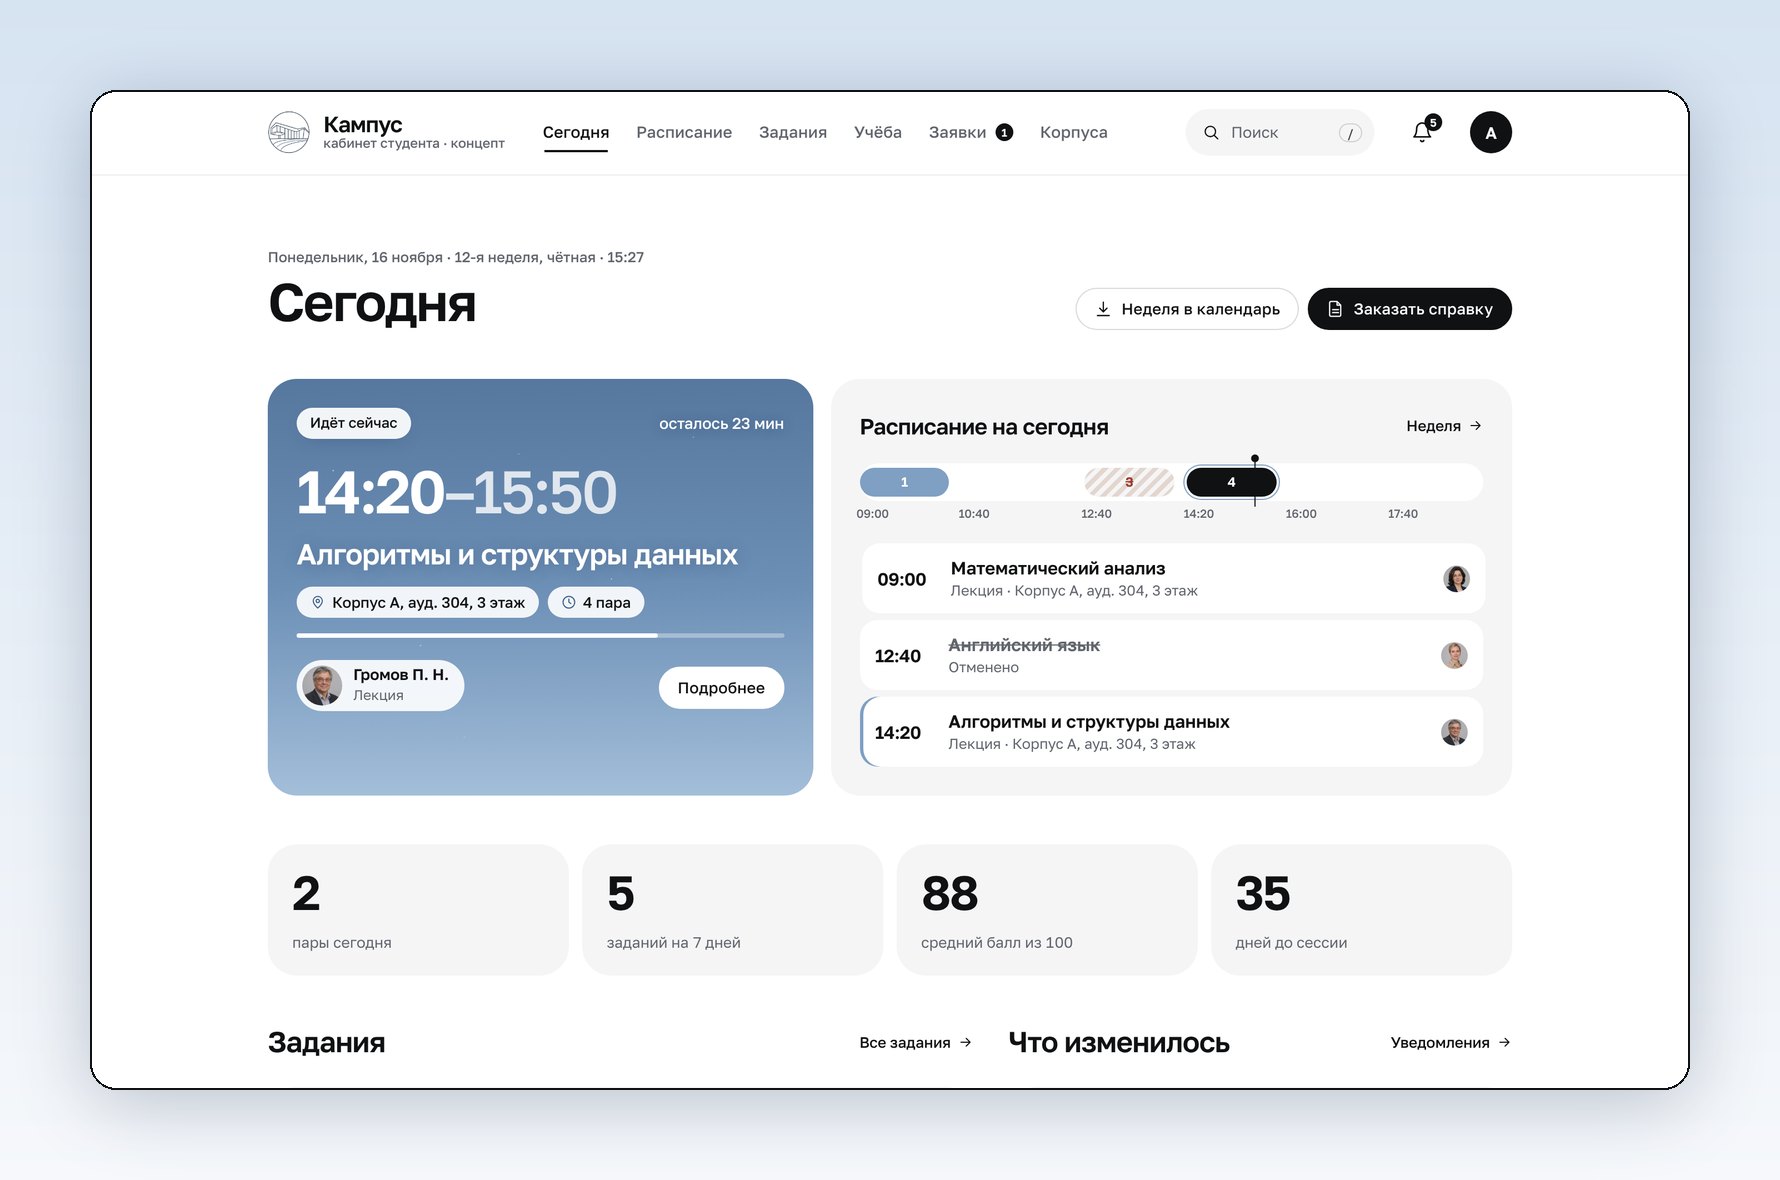 Кампус
кабинет студента · концепт
Сегодня
Расписание
Задания
Учёба
Заявки 1
Корпуса
Поиск /
5
А
Понедельник, 16 ноября · 12-я неделя, чётная · 15:27
Сегодня
Неделя в календарь
Заказать справку
Идёт сейчас
осталось 23 мин
14:20–15:50
Алгоритмы и структуры данных
Корпус А, ауд. 304, 3 этаж
4 пара
Громов П. Н.
Лекция
Подробнее
Расписание на сегодня
Неделя →
1
3
4
09:00
10:40
12:40
14:20
16:00
17:40
09:00
Математический анализ
Лекция · Корпус А, ауд. 304, 3 этаж
12:40
Английский язык
Отменено
14:20
Алгоритмы и структуры данных
Лекция · Корпус А, ауд. 304, 3 этаж
2
пары сегодня
5
заданий на 7 дней
88
средний балл из 100
35
дней до сессии
Задания
Все задания →
Что изменилось
Уведомления →